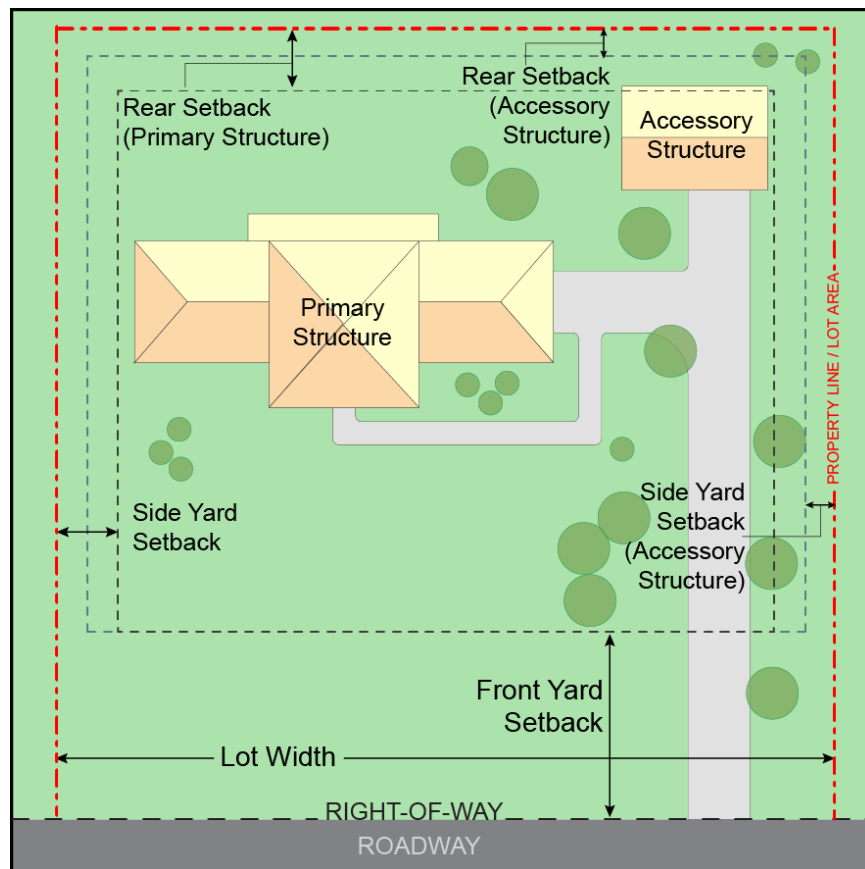 Rear Setback
(Primary Structure)
Rear Setback
(Accessory
Structure)
Accessory
Structure
Primary
Structure
PROPERTY LINE / LOT AREA
Side Yard
Setback
Side Yard
Setback
(Accessory
Structure)
Front Yard
Setback
Lot Width
RIGHT-OF-WAY
ROADWAY